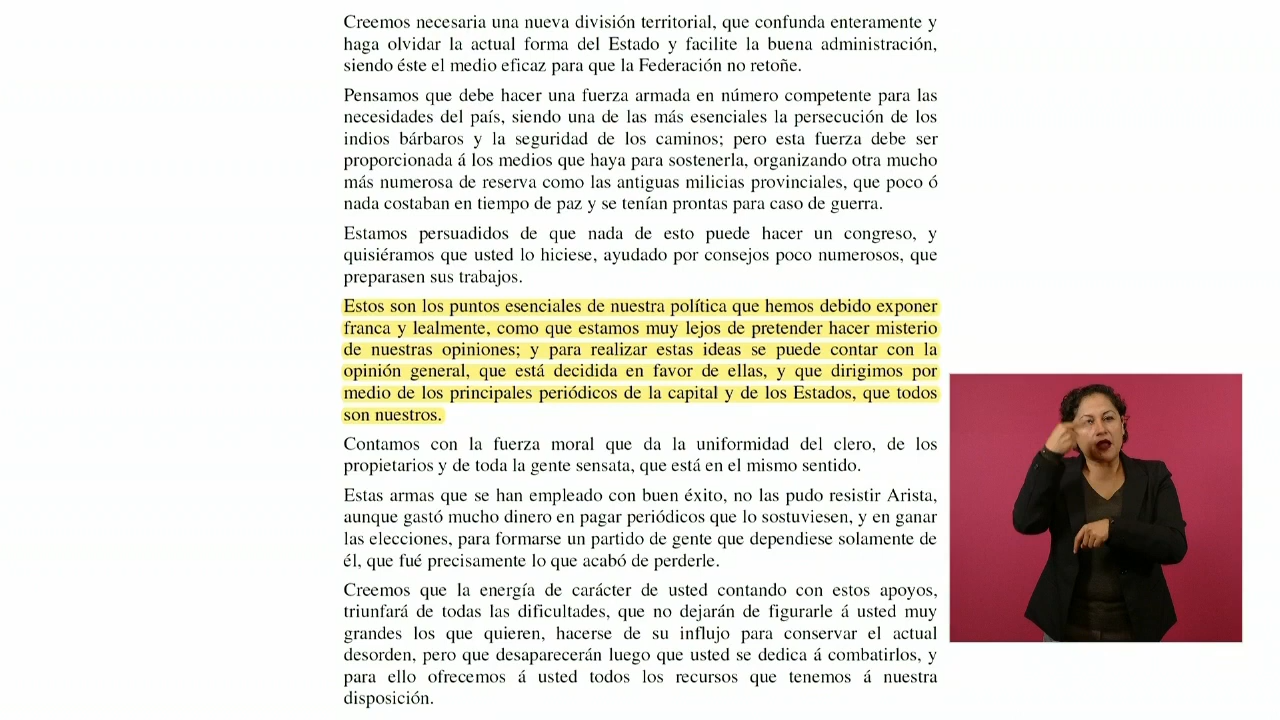 Creemos necesaria una nueva división territorial, que confunda enteramente y
haga olvidar la actual forma del Estado y facilite la buena administración,
siendo éste el medio eficaz para que la Federación no retoñe.
Pensamos que debe hacer una fuerza armada en número competente para las
necesidades del país, siendo una de las más esenciales la persecución de los
indios bárbaros y la seguridad de los caminos; pero esta fuerza debe ser
proporcionada á los medios que haya para sostenerla, organizando otra mucho
más numerosa de reserva como las antiguas milicias provinciales, que poco ó
nada costaban en tiempo de paz y se tenían prontas para caso de guerra.
Estamos persuadidos de que nada de esto puede hacer un congreso, y
quisiéramos que usted lo hiciese, ayudado por consejos poco numerosos, que
preparasen sus trabajos.
Estos son los puntos esenciales de nuestra política que hemos debido exponer
franca y lealmente, como que estamos muy lejos de pretender hacer misterio
de nuestras opiniones; y para realizar estas ideas se puede contar con la
opinión general, que está decidida en favor de ellas, y que dirigimos por
medio de los principales periódicos de la capital y de los Estados, que todos
son nuestros.
Contamos con la fuerza moral que da la uniformidad del clero, de los
propietarios y de toda la gente sensata, que está en el mismo sentido.
Estas armas que se han empleado con buen éxito, no las pudo resistir Arista,
aunque gastó mucho dinero en pagar periódicos que lo sostuviesen, y en ganar
las elecciones, para formarse un partido de gente que dependiese solamente de
él, que fué precisamente lo que acabó de perderle.
Creemos que la energía de carácter de usted contando con estos apoyos,
triunfará de todas las dificultades, que no dejarán de figurarle á usted muy
grandes los que quieren, hacerse de su influjo para conservar el actual
desorden, pero que desaparecerán luego que usted se dedica á combatirlos, y
para ello ofrecemos á usted todos los recursos que tenemos á nuestra
disposición.